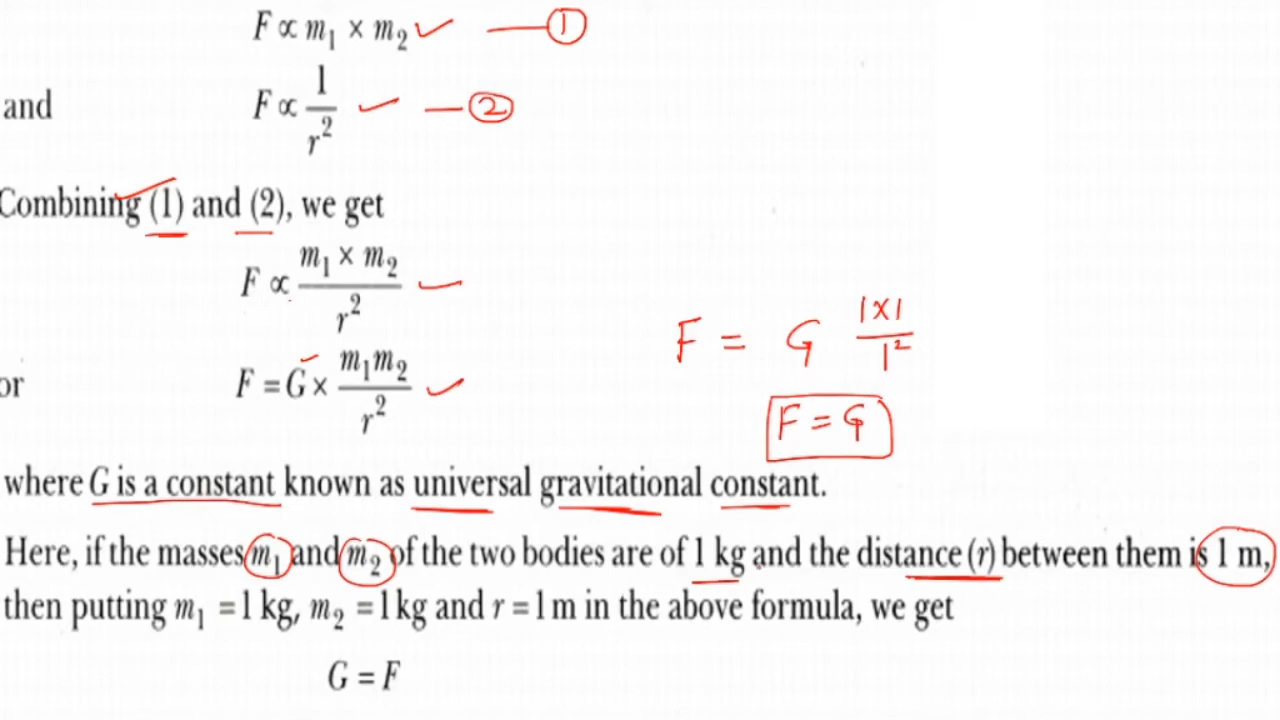 F ∝ m₁ × m₂ — ①
and F ∝ 1/r² — ②
Combining (1) and (2), we get
F ∝ (m₁ × m₂)/r²
F = G (1×1)/1²
or F = G × (m₁m₂)/r²
F = G
where G is a constant known as universal gravitational constant.
Here, if the masses m₁ and m₂ of the two bodies are of 1 kg and the distance (r) between them is 1 m,
then putting m₁ = 1 kg, m₂ = 1 kg and r = 1 m in the above formula, we get
G = F